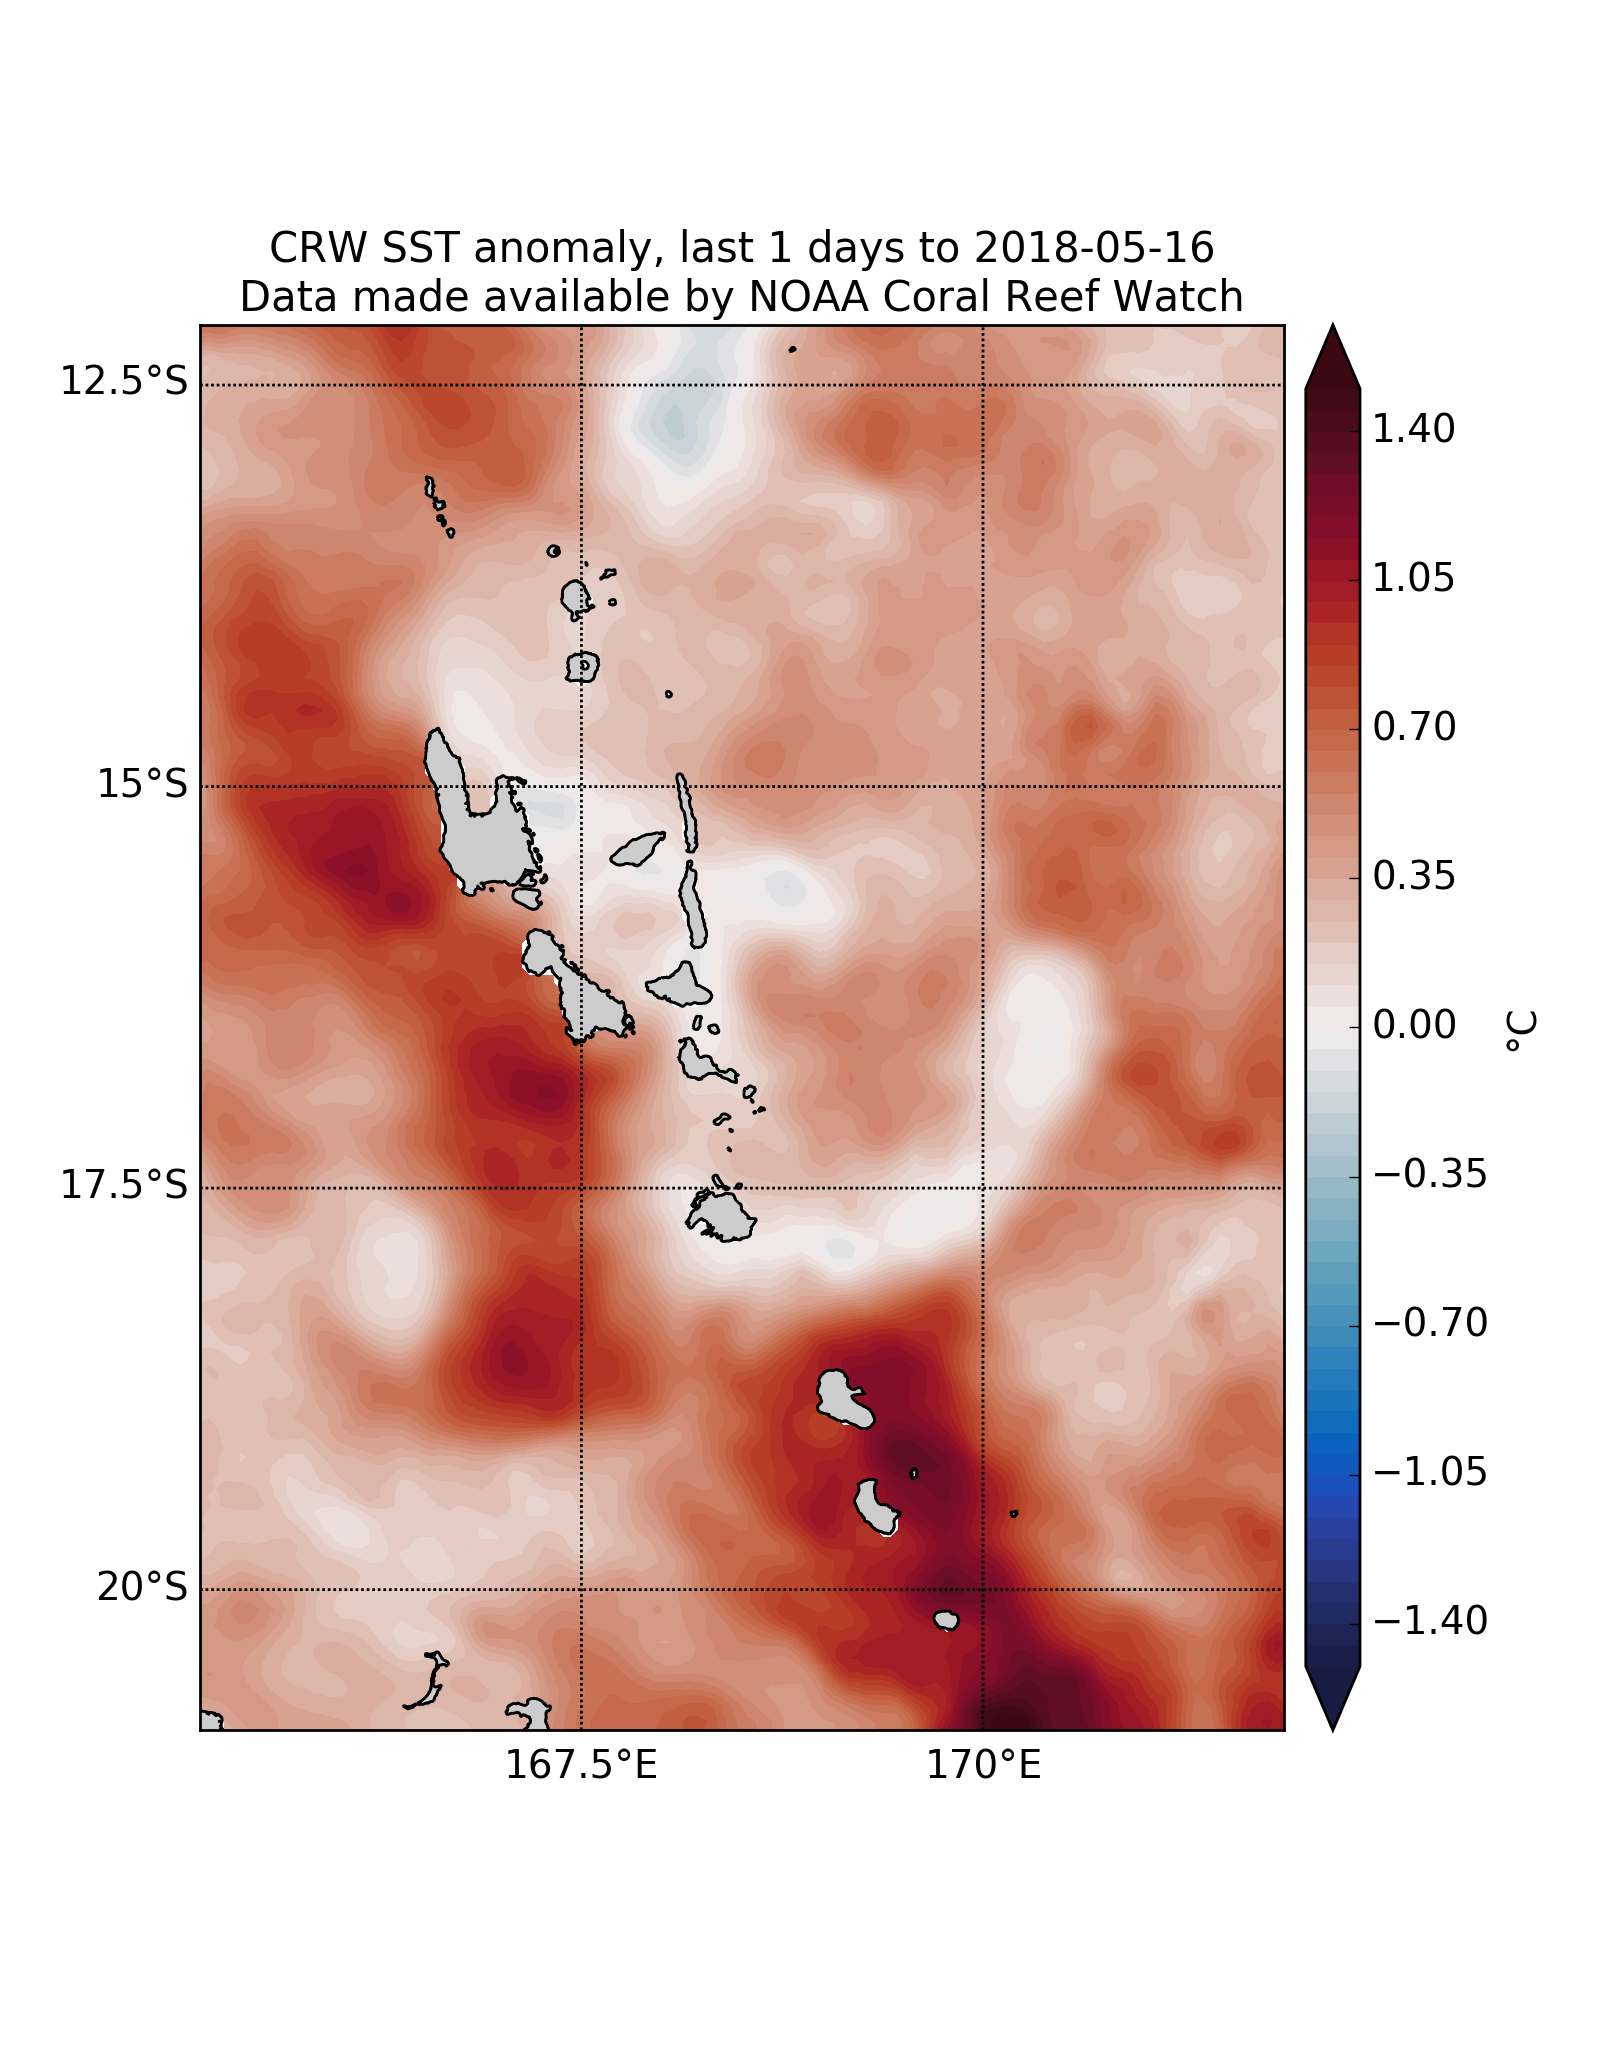 CRW SST anomaly, last 1 days to 2018-05-16
Data made available by NOAA Coral Reef Watch
12.5°S
15°S
17.5°S
20°S
167.5°E
170°E
1.40
1.05
0.70
0.35
0.00
−0.35
−0.70
−1.05
−1.40
°C